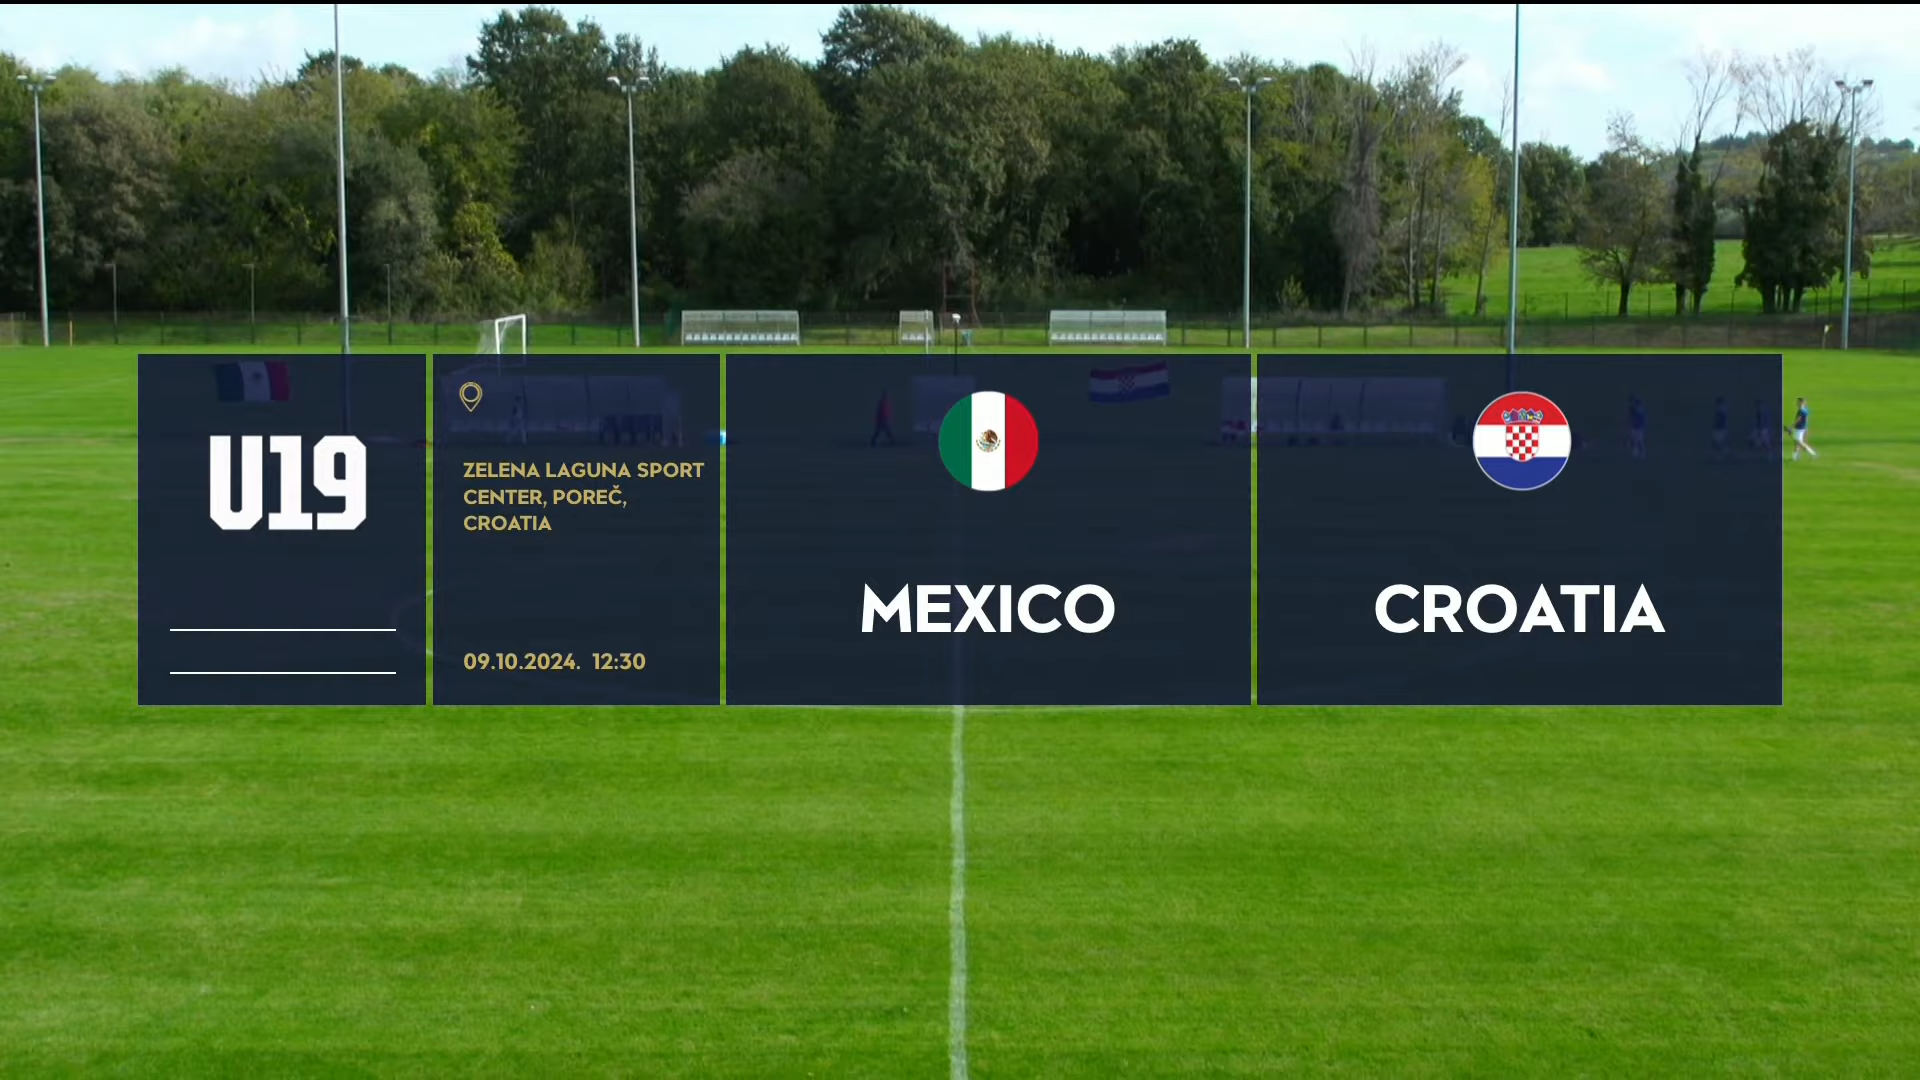 U19
ZELENA LAGUNA SPORT
CENTER, POREČ,
CROATIA
09.10.2024. 12:30
MEXICO
CROATIA